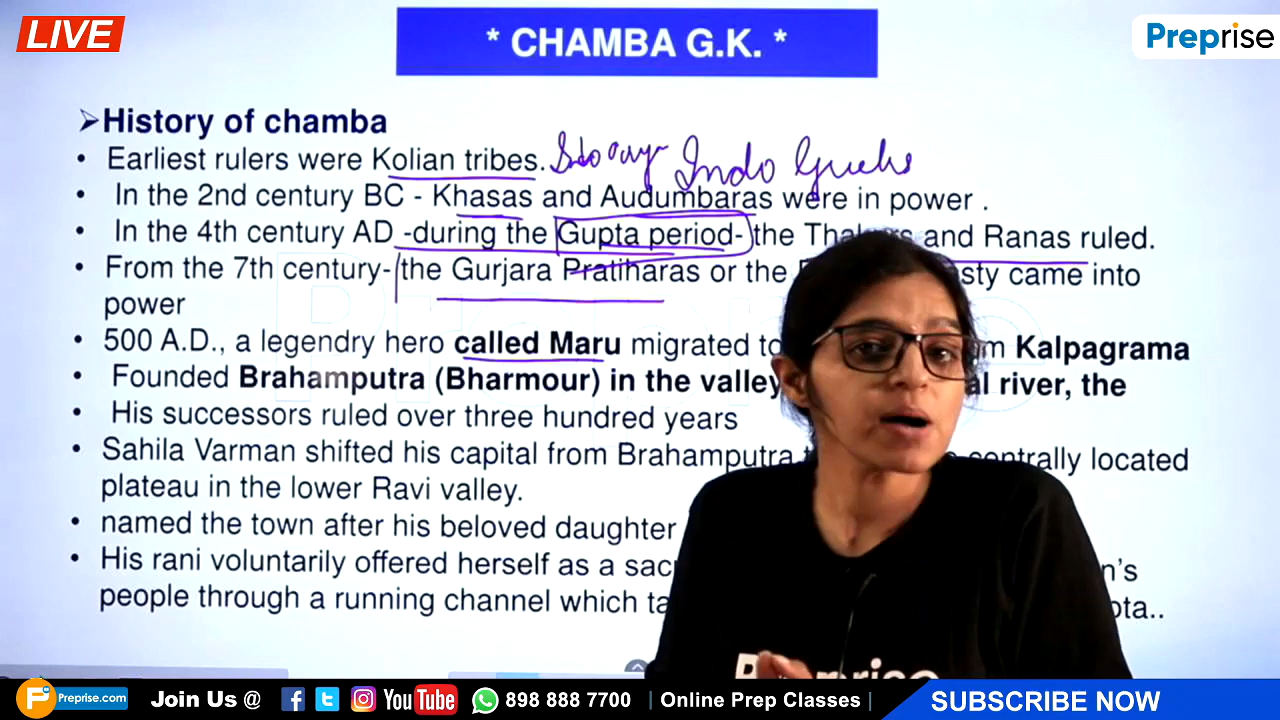 LIVE
* CHAMBA G.K. *
Preprise
➢History of chamba
• Earliest rulers were Kolian tribes. Indo Greeks
• In the 2nd century BC - Khasas and Audumbaras were in power .
• In the 4th century AD -during the Gupta period- the and Ranas ruled.
• From the 7th century- the Gurjara Pratiharas or the came into
power
• 500 A.D., a legendry hero called Maru migrated Kalpagrama
• Founded Brahamputra (Bharmour) in the valley river, the
• His successors ruled over three hundred years
• Sahila Varman shifted his capital from Brahamputra centrally located
plateau in the lower Ravi valley.
• named the town after his beloved daughter
• His rani voluntarily offered herself as a
people through a running channel which
Preprise
Preprise.com Join Us @ YouTube 898 888 7700 | Online Prep Classes | SUBSCRIBE NOW